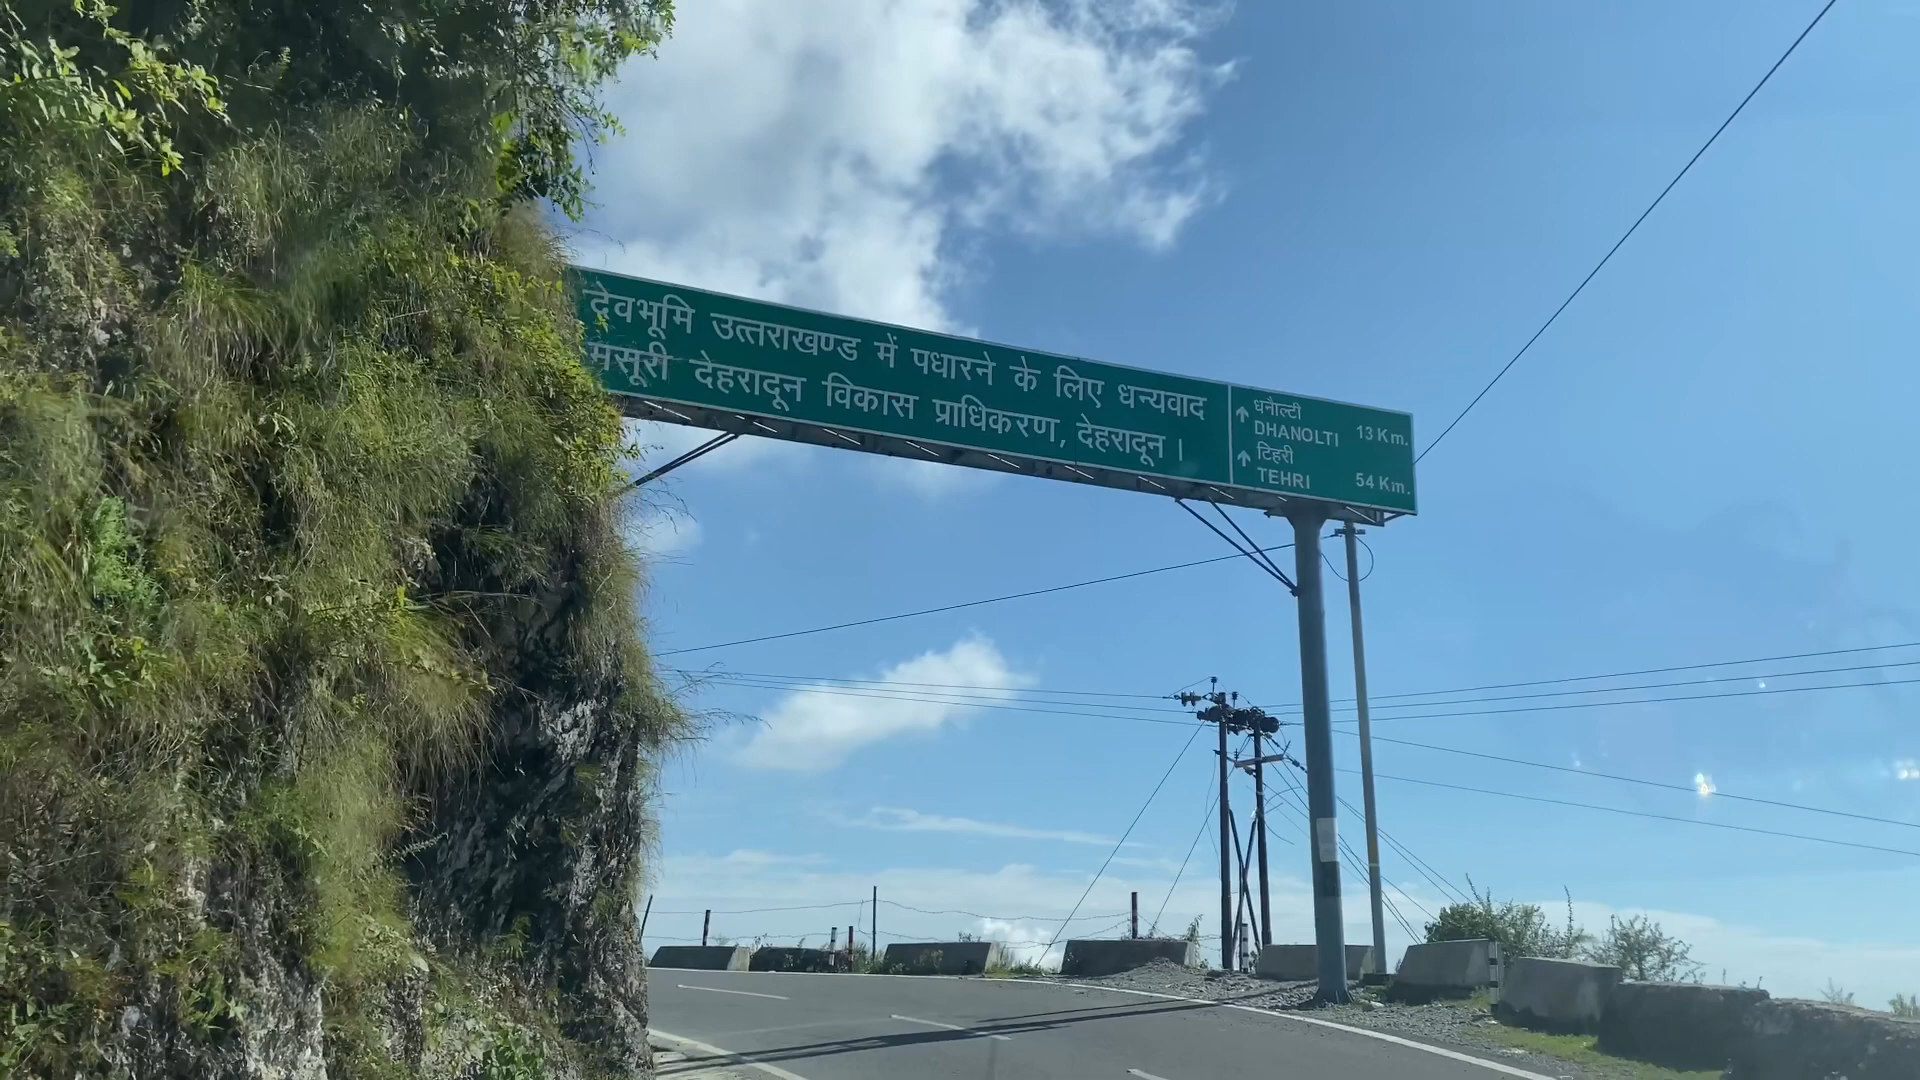 देवभूमि उत्तराखण्ड में पधारने के लिए धन्यवाद
मसूरी देहरादून विकास प्राधिकरण, देहरादून।
धनौल्टी
DHANOLTI 13 Km.
टिहरी
TEHRI 54 Km.